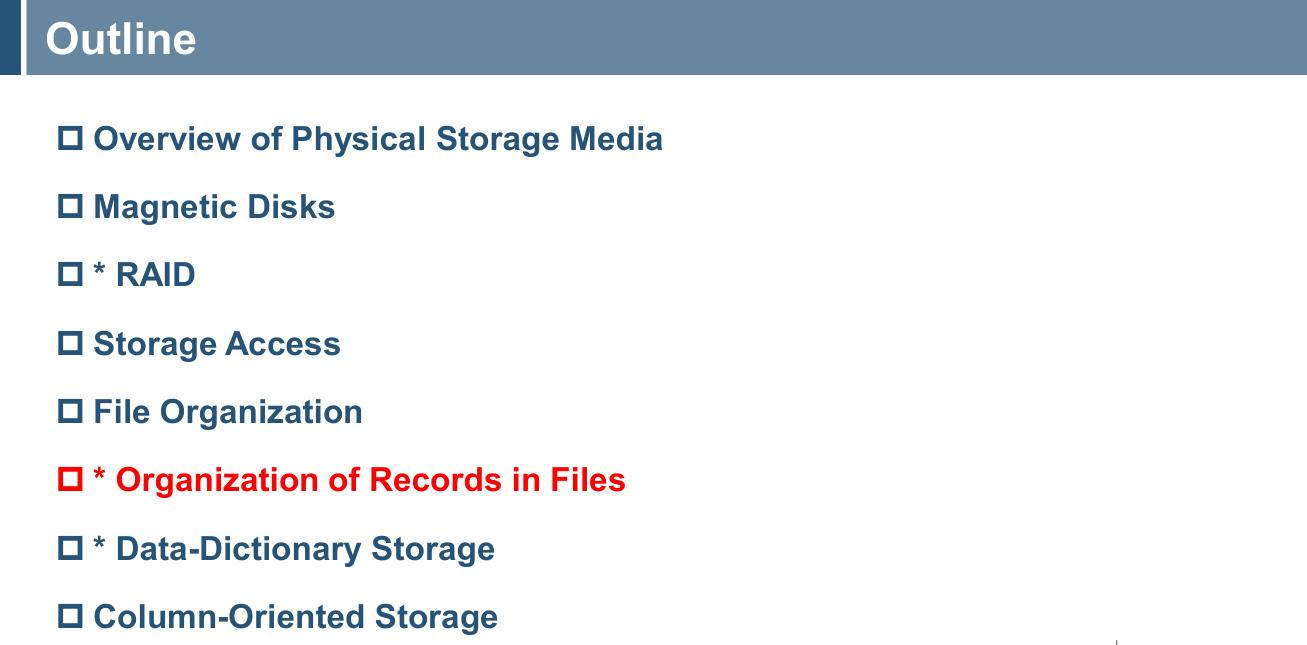 Outline
Overview of Physical Storage Media
Magnetic Disks
* RAID
Storage Access
File Organization
* Organization of Records in Files
* Data-Dictionary Storage
Column-Oriented Storage